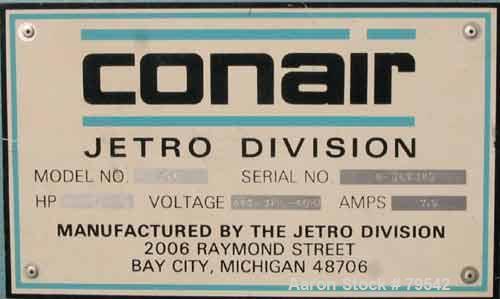 conair
JETRO DIVISION
MODEL NO. SERIAL NO.
HP VOLTAGE AMPS
MANUFACTURED BY THE JETRO DIVISION
2006 RAYMOND STREET
BAY CITY, MICHIGAN 48706
Aaron Stock # 79542